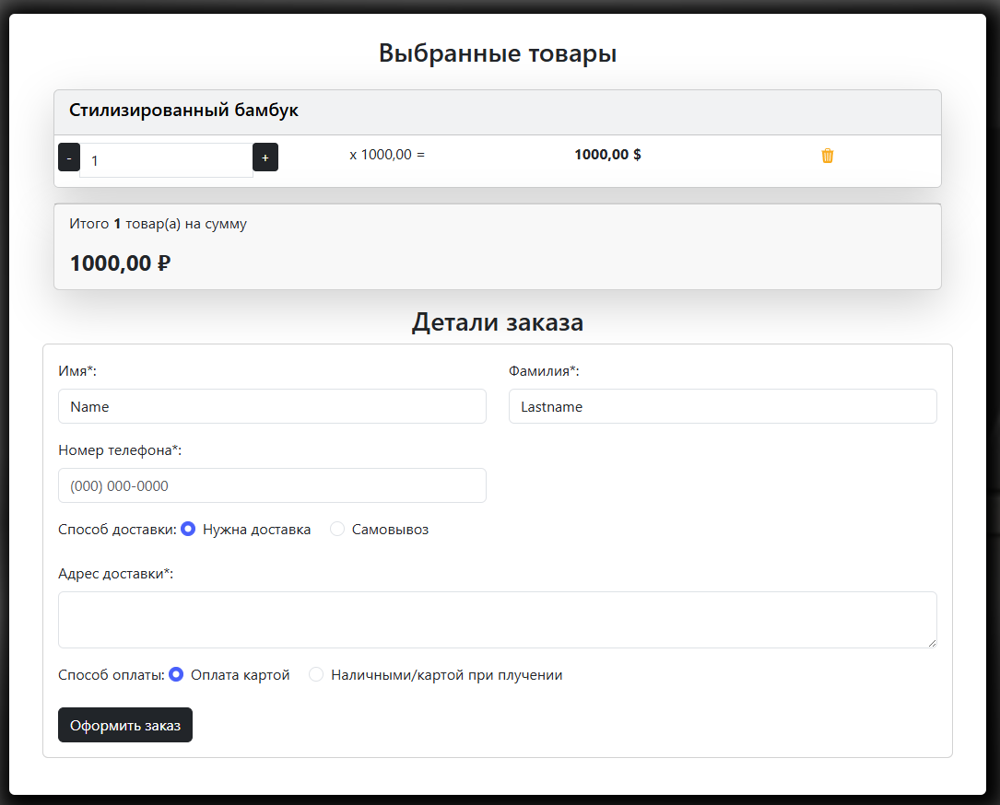 Выбранные товары
Стилизированный бамбук
- 1 + x 1000,00 = 1000,00 $
Итого 1 товар(а) на сумму
1000,00 ₽
Детали заказа
Имя*: Фамилия*:
Name Lastname
Номер телефона*:
(000) 000-0000
Способ доставки: Нужна доставка Самовывоз
Адрес доставки*:
Способ оплаты: Оплата картой Наличными/картой при плучении
Оформить заказ